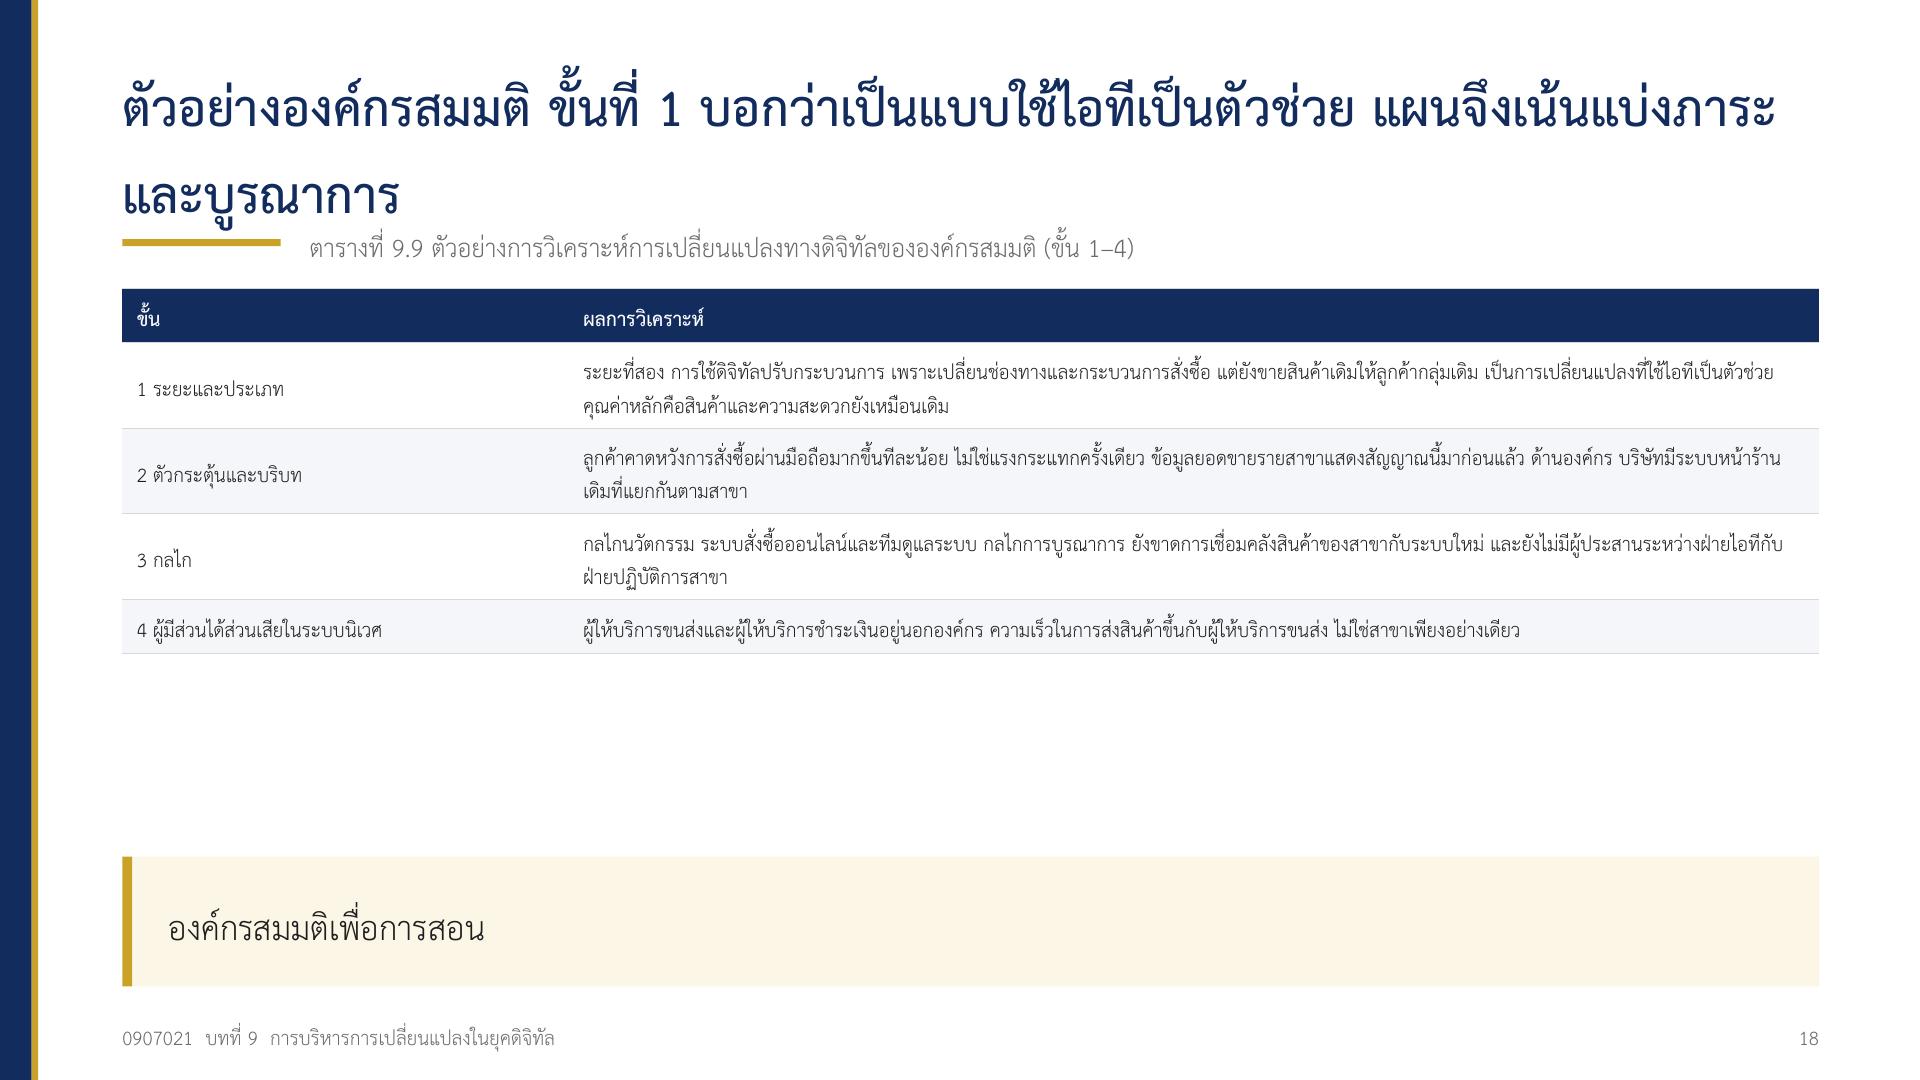 ตัวอย่างองค์กรสมมติ ขั้นที่ 1 บอกว่าเป็นแบบใช้ไอทีเป็นตัวช่วย แผนจึงเน้นแบ่งภาระ
และบูรณาการ
ตารางที่ 9.9 ตัวอย่างการวิเคราะห์การเปลี่ยนแปลงทางดิจิทัลขององค์กรสมมติ (ขั้น 1–4)
ขั้น
ผลการวิเคราะห์
1 ระยะและประเภท
ระยะที่สอง การใช้ดิจิทัลปรับกระบวนการ เพราะเปลี่ยนช่องทางและกระบวนการสั่งซื้อ แต่ยังขายสินค้าเดิมให้ลูกค้ากลุ่มเดิม เป็นการเปลี่ยนแปลงที่ใช้ไอทีเป็นตัวช่วย
คุณค่าหลักคือสินค้าและความสะดวกยังเหมือนเดิม
2 ตัวกระตุ้นและบริบท
ลูกค้าคาดหวังการสั่งซื้อผ่านมือถือมากขึ้นทีละน้อย ไม่ใช่แรงกระแทกครั้งเดียว ข้อมูลยอดขายรายสาขาแสดงสัญญาณนี้มาก่อนแล้ว ด้านองค์กร บริษัทมีระบบหน้าร้าน
เดิมที่แยกกันตามสาขา
3 กลไก
กลไกนวัตกรรม ระบบสั่งซื้อออนไลน์และทีมดูแลระบบ กลไกการบูรณาการ ยังขาดการเชื่อมคลังสินค้าของสาขากับระบบใหม่ และยังไม่มีผู้ประสานระหว่างฝ่ายไอทีกับ
ฝ่ายปฏิบัติการสาขา
4 ผู้มีส่วนได้ส่วนเสียในระบบนิเวศ
ผู้ให้บริการขนส่งและผู้ให้บริการชำระเงินอยู่นอกองค์กร ความเร็วในการส่งสินค้าขึ้นกับผู้ให้บริการขนส่ง ไม่ใช่สาขาเพียงอย่างเดียว
องค์กรสมมติเพื่อการสอน
0907021 บทที่ 9 การบริหารการเปลี่ยนแปลงในยุคดิจิทัล
18